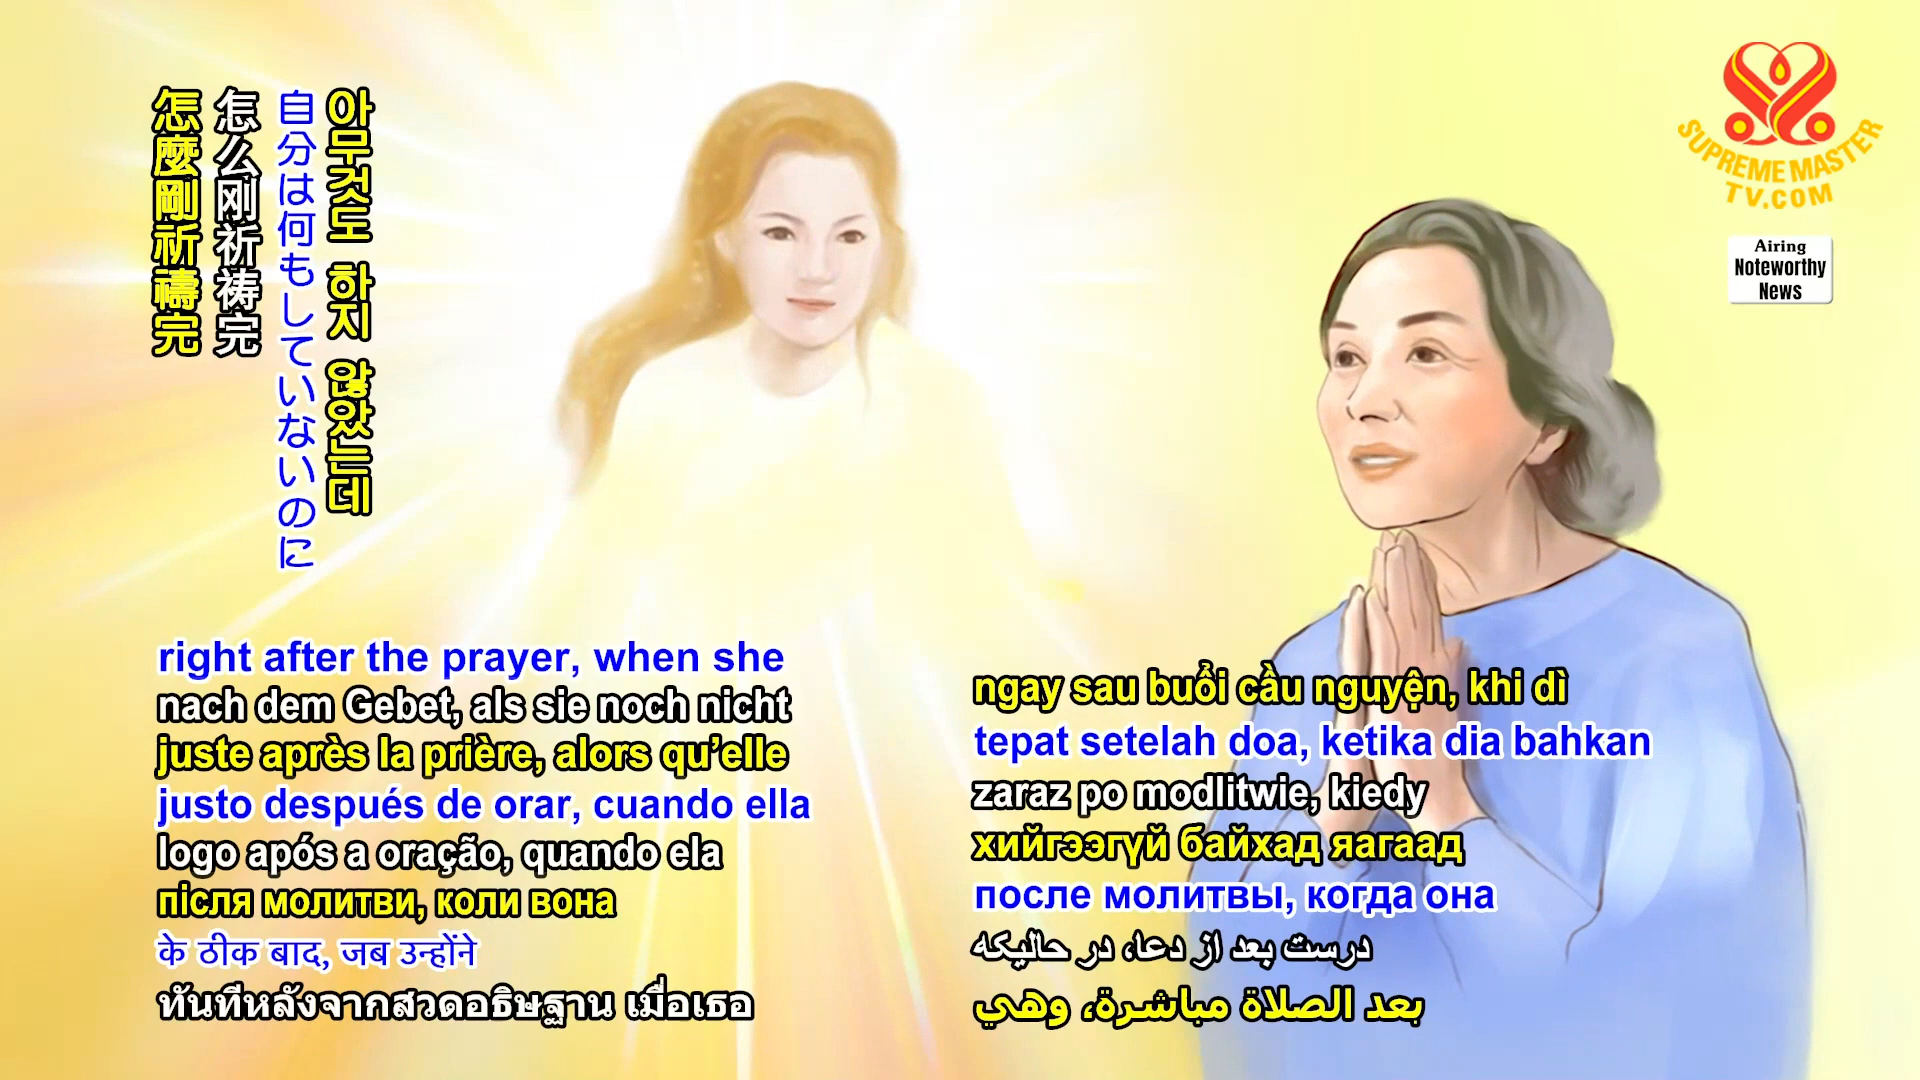 怎麼剛祈禱完
怎么刚祈祷完
自分は何もしていないのに
아무것도 하지 않았는데
SUPREME MASTER
TV.COM
Airing
Noteworthy
News
right after the prayer, when she
nach dem Gebet, als sie noch nicht
juste après la prière, alors qu’elle
justo después de orar, cuando ella
logo após a oração, quando ela
після молитви, коли вона
के ठीक बाद, जब उन्होंने
ทันทีหลังจากสวดอธิษฐาน เมื่อเธอ
ngay sau buổi cầu nguyện, khi dì
tepat setelah doa, ketika dia bahkan
zaraz po modlitwie, kiedy
хийгээгүй байхад яагаад
после молитвы, когда она
درست بعد از دعا، در حالیکه
بعد الصلاة مباشرة، وهي